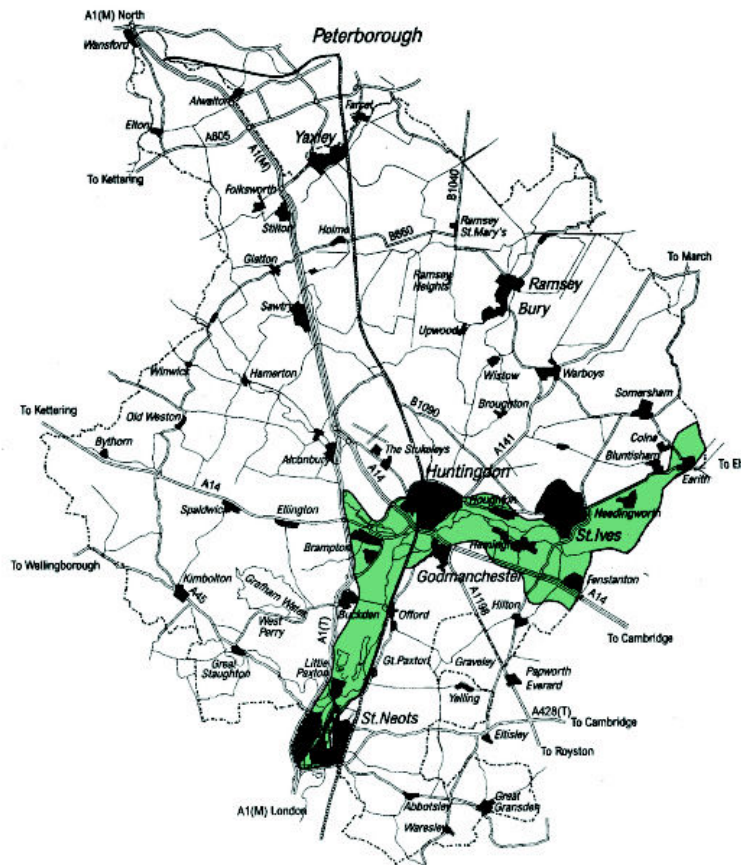 A1(M) North
Wansford
Peterborough
Alwalton
Farcet
Elton
A605
Yaxley
A1(M)
To Kettering
Folksworth
B1040
Stilton
Holme
B660
Ramsey
St.Mary's
Glatton
To March
Ramsey
Heights
Ramsey
Bury
Sawtry
Upwood
Winwick
Hamerton
Wistow
Warboys
To Kettering
Old Weston
B1090
Broughton
Somersham
Bythorn
A141
Colne
The Stukeleys
Alconbury
A14
Bluntisham
Huntingdon
To El
Earith
A14
Houghton
Spaldwick
Ellington
Needingworth
St.Ives
Brampton
Heming
To Wellingborough
Godmanchester
Fenstanton
Kimbolton
A45
Grafham Water
A14
Buckden
Offord
A1198
Hilton
West
Perry
A1(T)
To Cambridge
Great
Staughton
Little
Paxton
Gt.Paxton
Graveley
Papworth
Everard
Yelling
St.Neots
A428(T)
To Cambridge
Eltisley
To Royston
A1(M) London
Abbotsley
Great
Gransden
Waresley